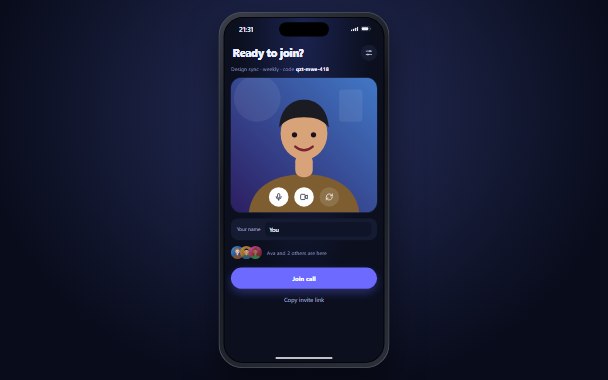 21:31
Ready to join?
Design sync · weekly · code qzt-mwe-418
Your name You
Ava and 2 others are here
Join call
Copy invite link